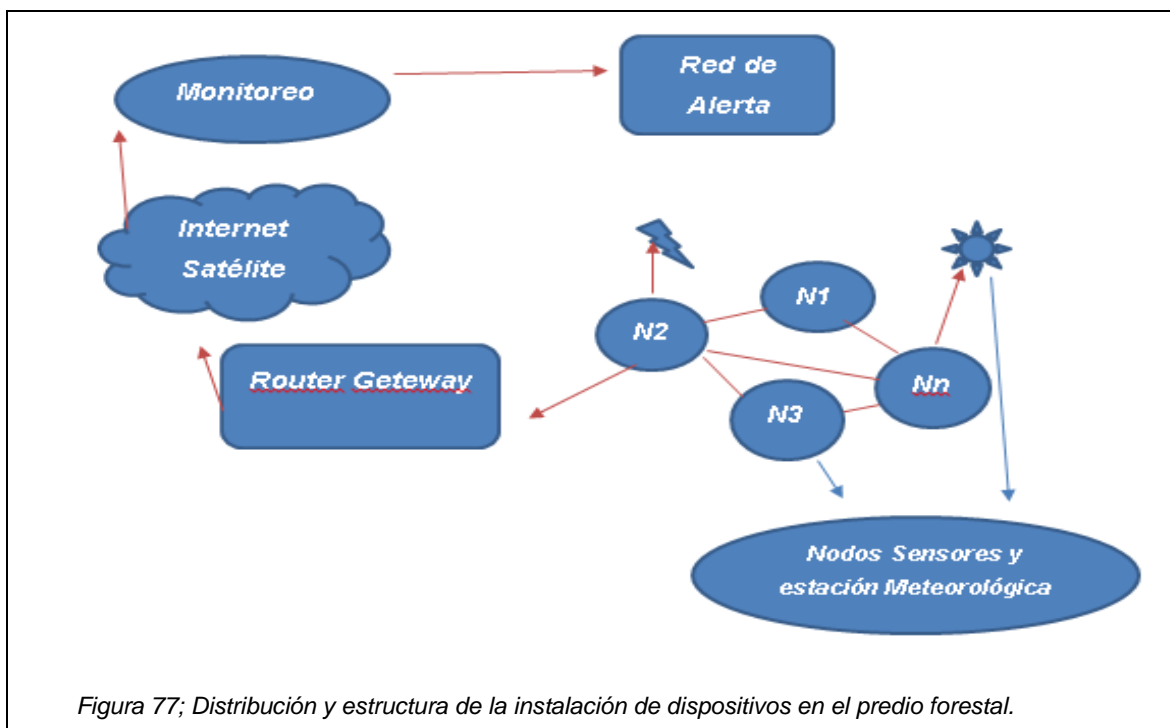 Monitoreo
Red de
Alerta
Internet
Satélite
N1
N2
Router Geteway
Nn
N3
Nodos Sensores y
estación Meteorológica
Figura 77; Distribución y estructura de la instalación de dispositivos en el predio forestal.